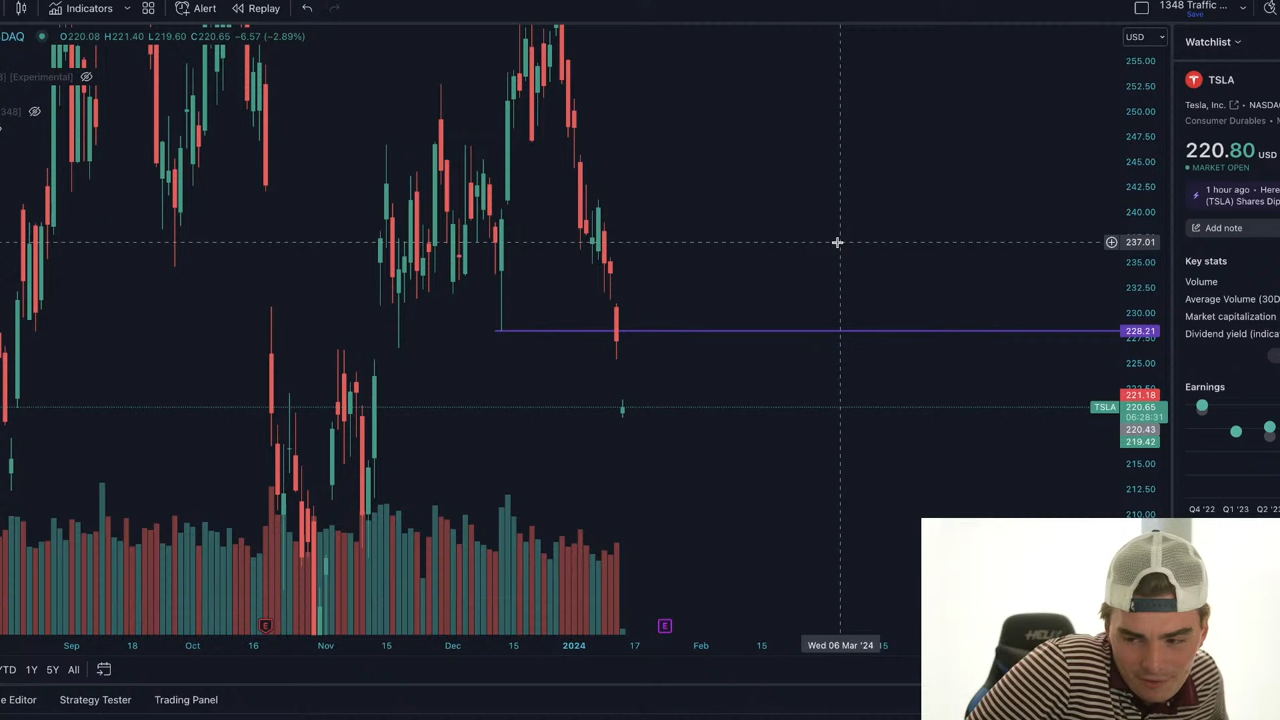 Indicators
Alert
Replay
1348 Traffic ...
Save
DAQ O220.08 H221.40 L219.60 C220.65 −6.57 (−2.89%)
[Experimental]
348]
USD
255.00
252.50
250.00
247.50
245.00
242.50
240.00
237.01
235.00
232.50
230.00
228.21
227.50
225.00
222.50
221.18
TSLA 220.65
06:28:31
220.43
219.42
215.00
212.50
210.00
Watchlist
TSLA
Tesla, Inc. • NASDA
Consumer Durables •
220.80 USD
MARKET OPEN
1 hour ago • Here
(TSLA) Shares Dip
Add note
Key stats
Volume
Average Volume (30D
Market capitalization
Dividend yield (indica
Earnings
Q4 '22 Q1 '23 Q2 '2
E
E
Sep 18 Oct 16 Nov 15 Dec 15 2024 17 Feb 15 Wed 06 Mar '24 15
YTD 1Y 5Y All
e Editor
Strategy Tester
Trading Panel
HELL